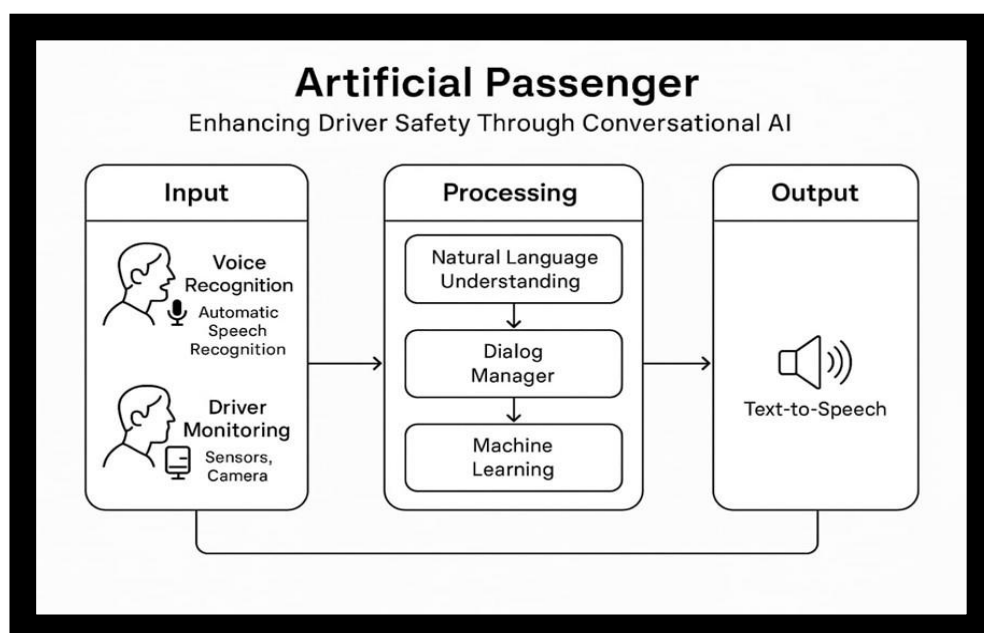 Artificial Passenger
Enhancing Driver Safety Through Conversational AI
Input
Voice
Recognition
Automatic
Speech
Recognition
Driver
Monitoring
Sensors,
Camera
Processing
Natural Language
Understanding
Dialog
Manager
Machine
Learning
Output
Text-to-Speech